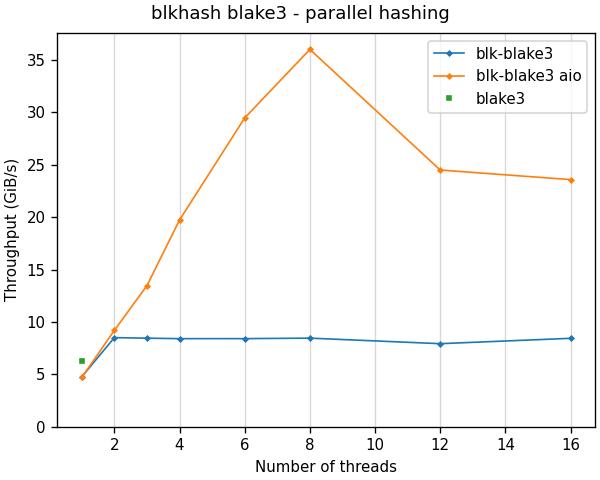 blkhash blake3 - parallel hashing
blk-blake3
blk-blake3 aio
blake3
Throughput (GiB/s)
35
30
25
20
15
10
5
0
2 4 6 8 10 12 14 16
Number of threads